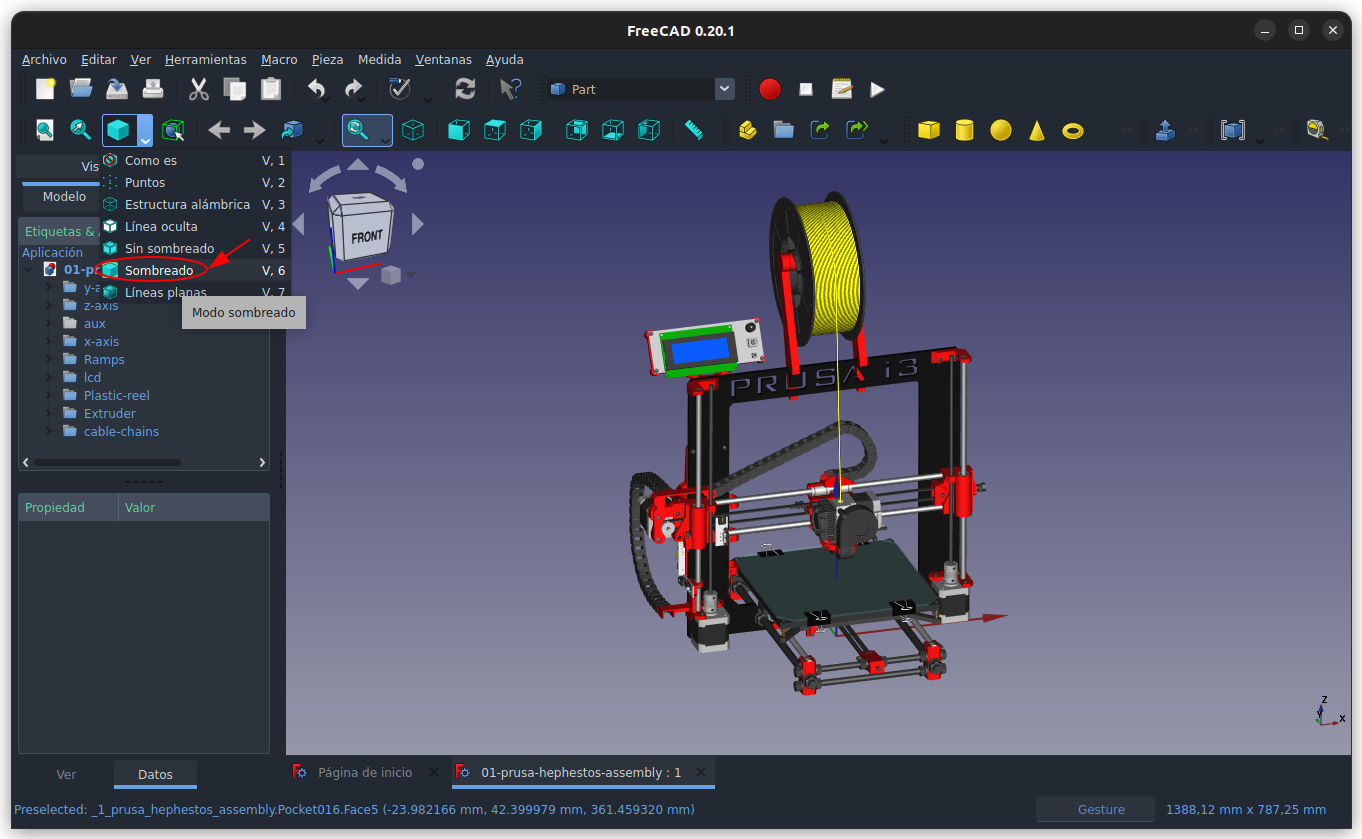 FreeCAD 0.20.1
Archivo Editar Ver Herramientas Macro Pieza Medida Ventanas Ayuda
Part
Vis
Como es V, 1
Modelo
Puntos V, 2
Estructura alámbrica V, 3
Etiquetas &
Línea oculta V, 4
Aplicación
Sin sombreado V, 5
01-p
Sombreado V, 6
y-a
Líneas planas V, 7
Modo sombreado
z-axis
aux
x-axis
Ramps
lcd
Plastic-reel
Extruder
cable-chains
FRONT
PRUSA i3
Propiedad Valor
Z
Y
X
Ver Datos
Página de inicio
01-prusa-hephestos-assembly : 1
Preselected: _1_prusa_hephestos_assembly.Pocket016.Face5 (-23.982166 mm, 42.399979 mm, 361.459320 mm)
Gesture
1388,12 mm x 787,25 mm